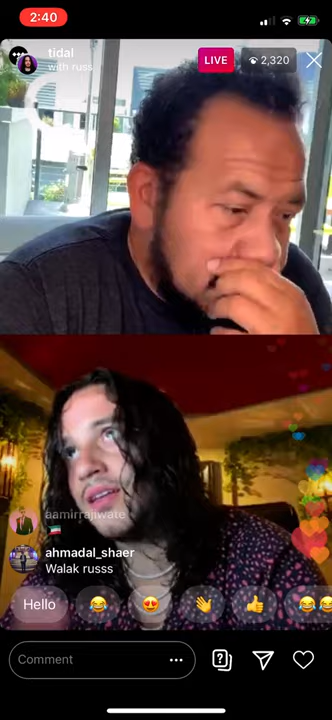 2:40
tidal
with russ
LIVE
2,320
aamirrajiwate
ahmadal_shaer
Walak russs
Hello
Comment